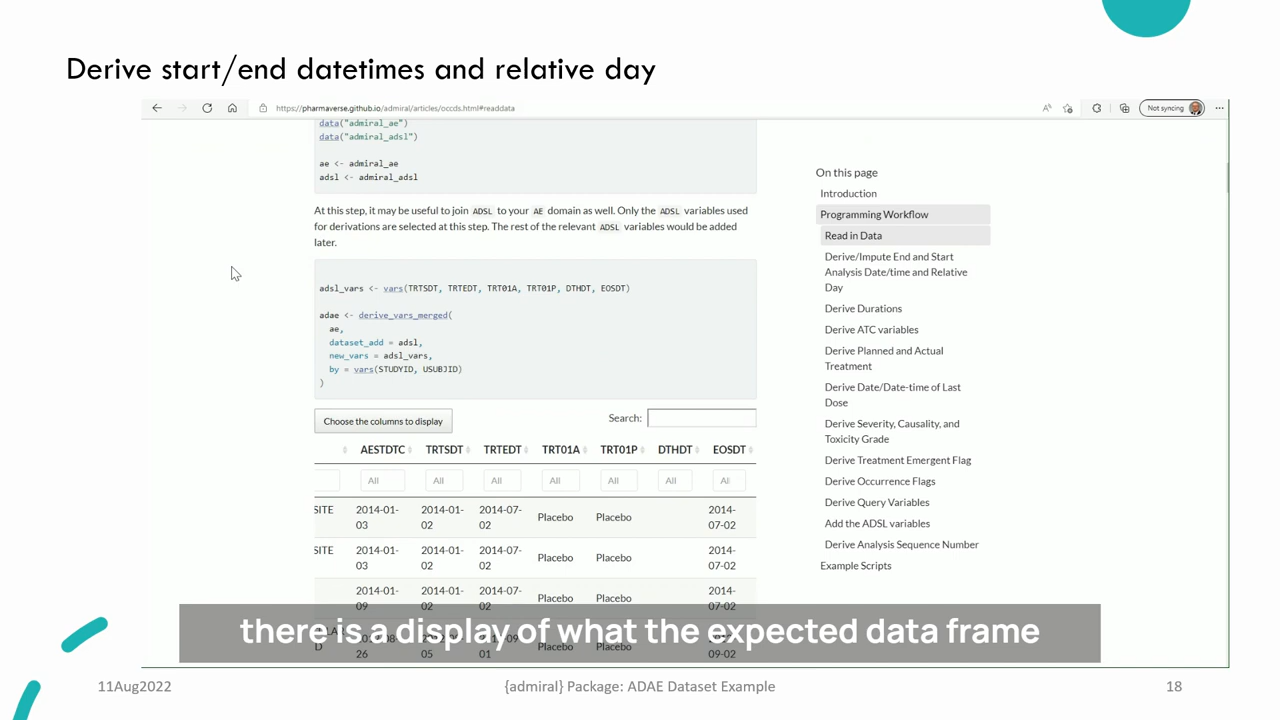 Derive start/end datetimes and relative day
https://pharmaverse.github.io/admiral/articles/occds.html#readdata
Not syncing
data("admiral_ae")
data("admiral_adsl")
ae <- admiral_ae
adsl <- admiral_adsl
At this step, it may be useful to join ADSL to your AE domain as well. Only the ADSL variables used
for derivations are selected at this step. The rest of the relevant ADSL variables would be added
later.
adsl_vars <- vars(TRTSDT, TRTEDT, TRT01A, TRT01P, DTHDT, EOSDT)
adae <- derive_vars_merged(
ae,
dataset_add = adsl,
new_vars = adsl_vars,
by = vars(STUDYID, USUBJID)
)
Choose the columns to display
Search:
AESTDTC TRTSDT TRTEDT TRT01A TRT01P DTHDT EOSDT
All All All All All All Al
SITE 2014-01-03 2014-01-02 2014-07-02 Placebo Placebo 2014-07-02
SITE 2014-01-03 2014-01-02 2014-07-02 Placebo Placebo 2014-07-02
2014-01-09 2014-01-02 2014-07-02 Placebo Placebo 2014-07-02
On this page
Introduction
Programming Workflow
Read in Data
Derive/Impute End and Start
Analysis Date/time and Relative
Day
Derive Durations
Derive ATC variables
Derive Planned and Actual
Treatment
Derive Date/Date-time of Last
Dose
Derive Severity, Causality, and
Toxicity Grade
Derive Treatment Emergent Flag
Derive Occurrence Flags
Derive Query Variables
Add the ADSL variables
Derive Analysis Sequence Number
Example Scripts
there is a display of what the expected data frame
11Aug2022
{admiral} Package: ADAE Dataset Example
18